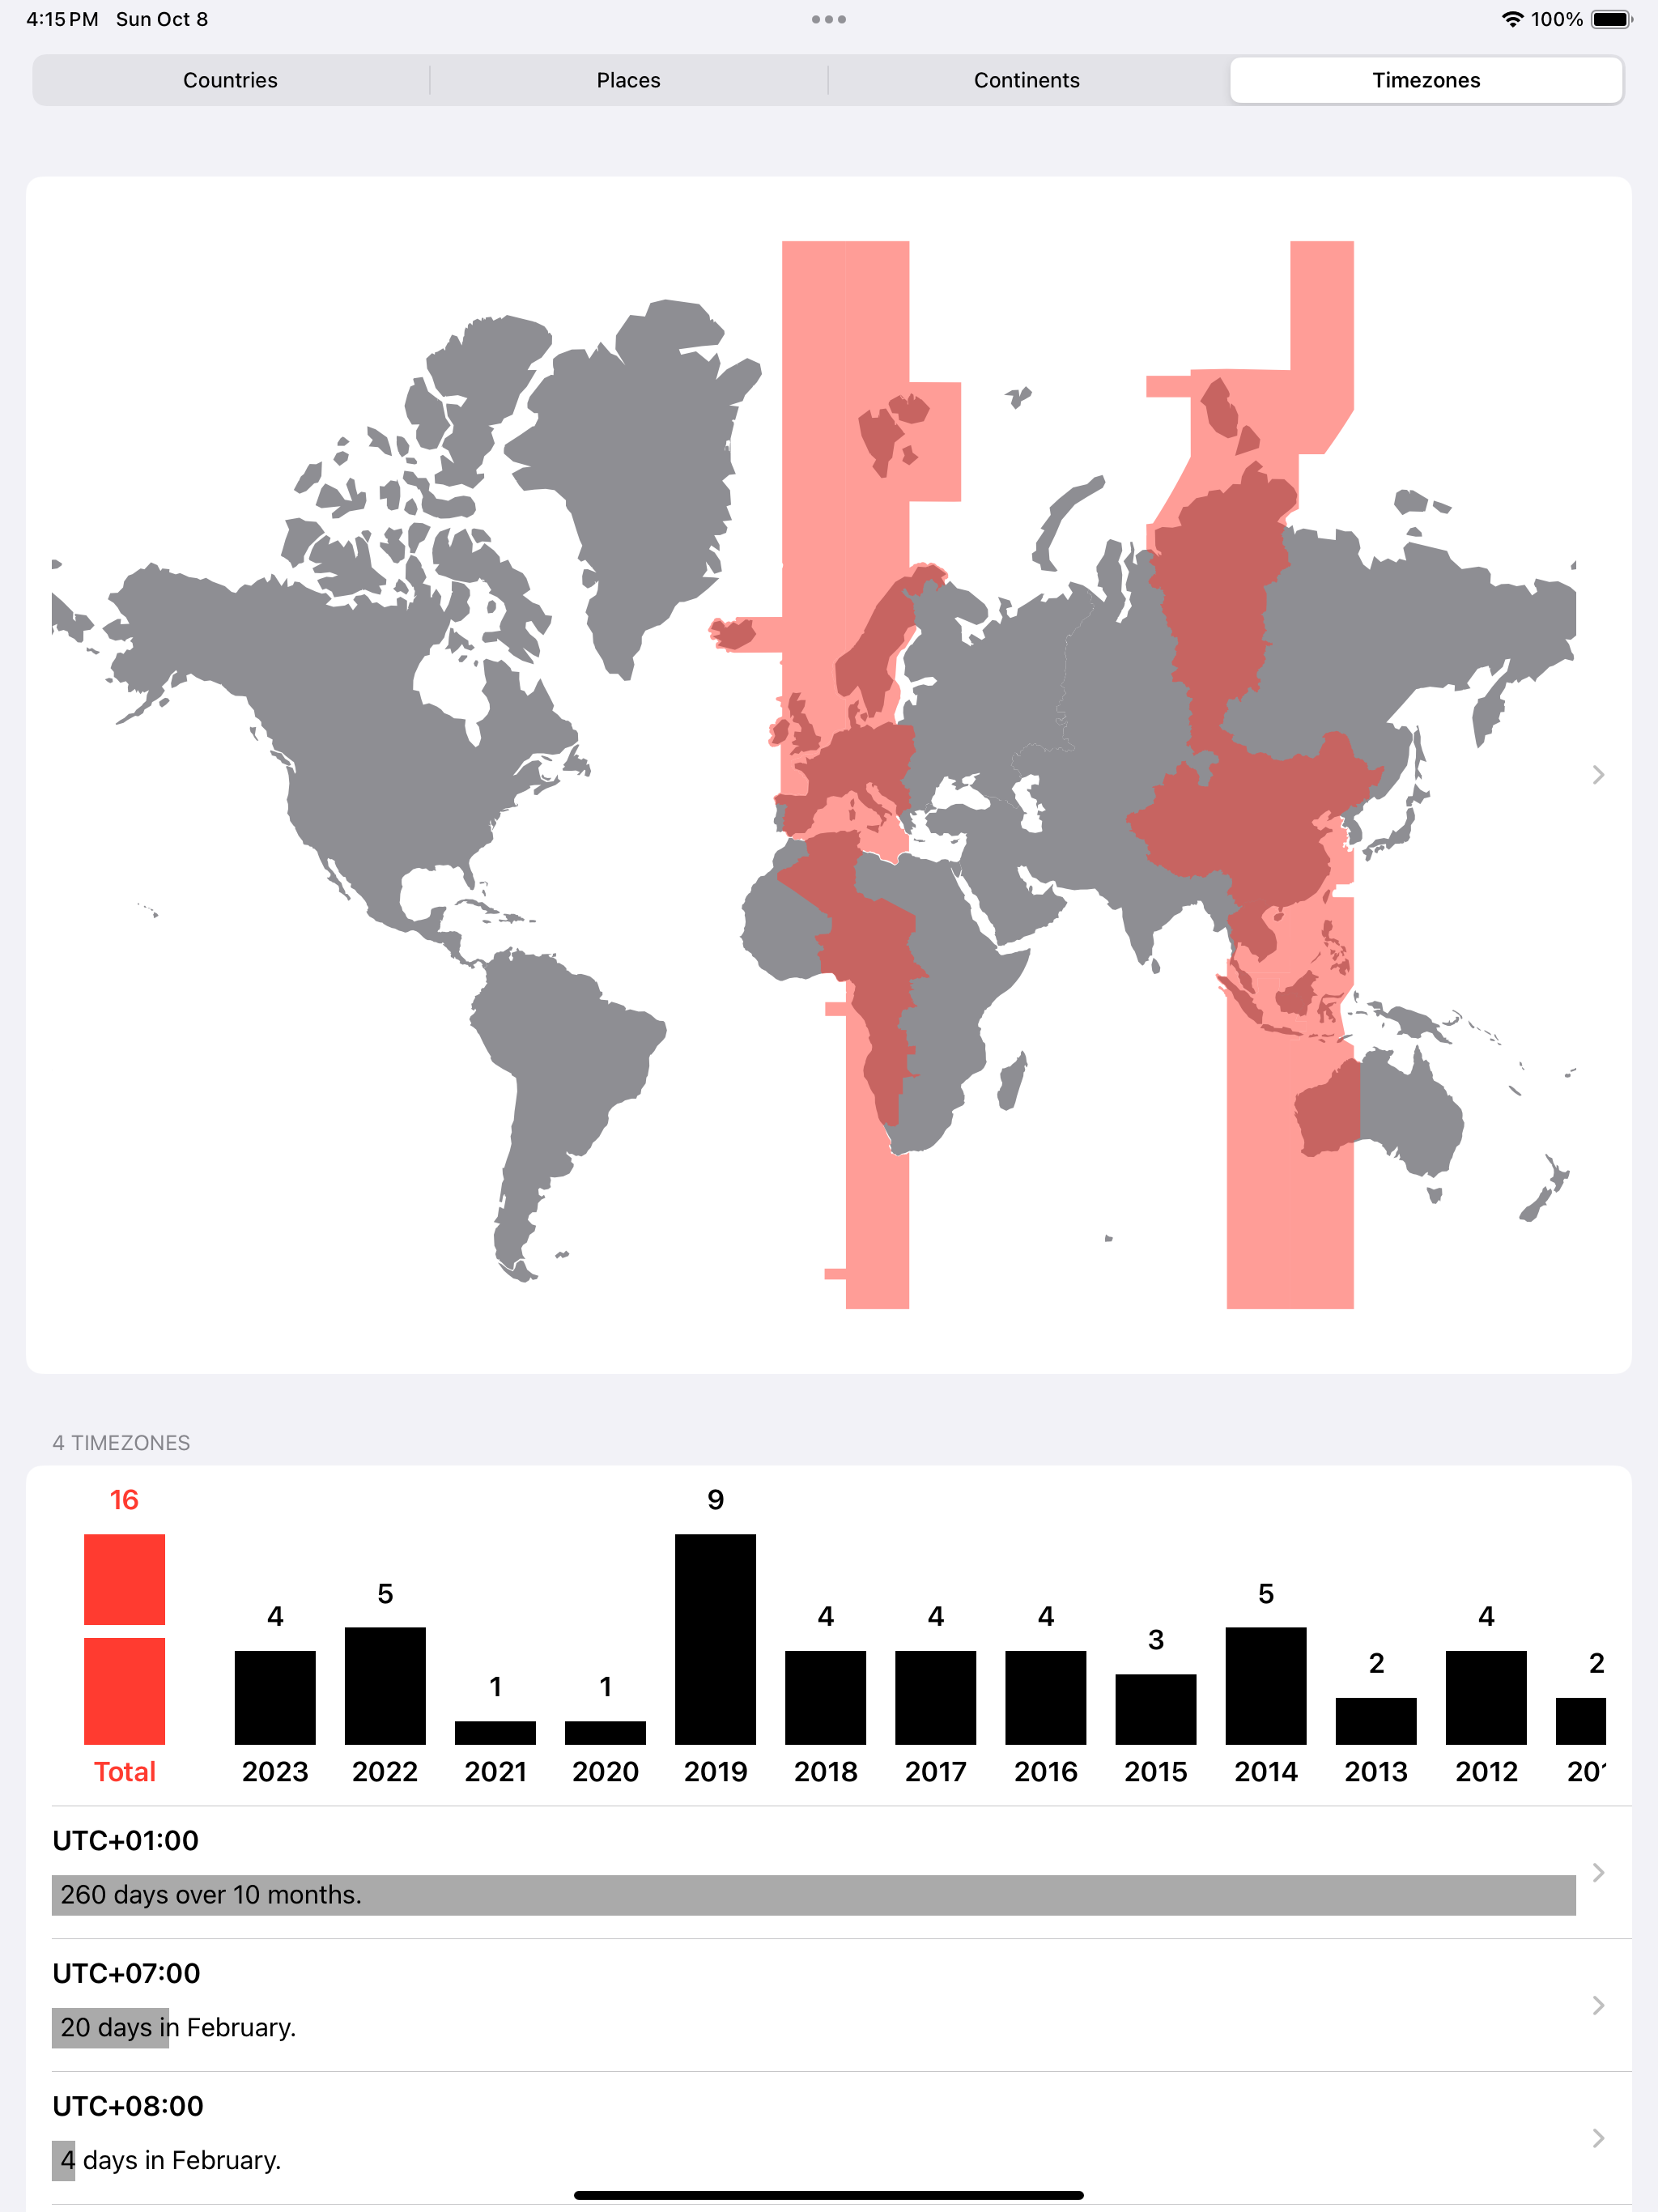 4:15 PM Sun Oct 8
100%
Countries Places Continents Timezones
4 TIMEZONES
16 4 5 1 1 9 4 4 4 3 5 2 4 2
Total 2023 2022 2021 2020 2019 2018 2017 2016 2015 2014 2013 2012
UTC+01:00
260 days over 10 months.
UTC+07:00
20 days in February.
UTC+08:00
4 days in February.